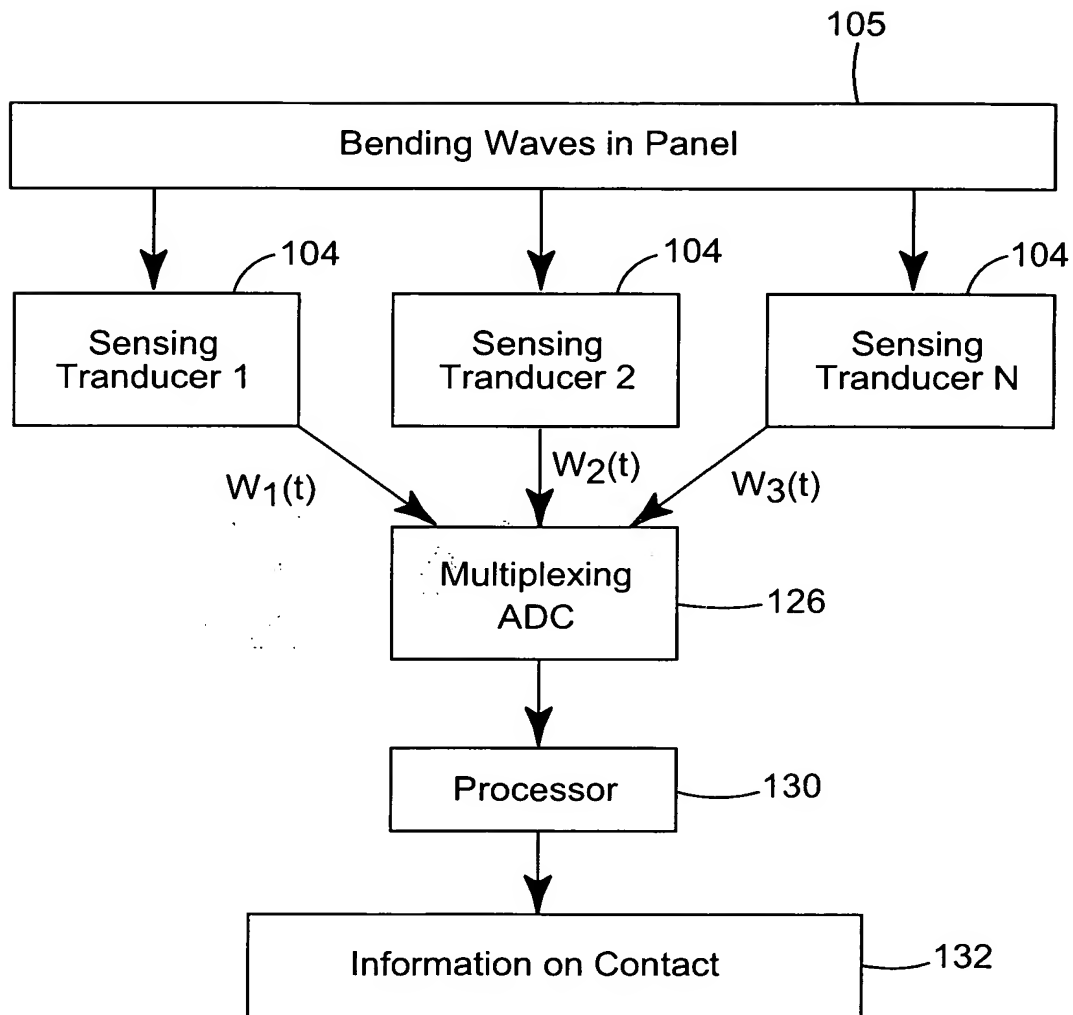 105
Bending Waves in Panel
104
104
104
Sensing
Tranducer 1
Sensing
Tranducer 2
Sensing
Tranducer N
W1(t)
W2(t)
W3(t)
Multiplexing
ADC
126
Processor
130
Information on Contact
132